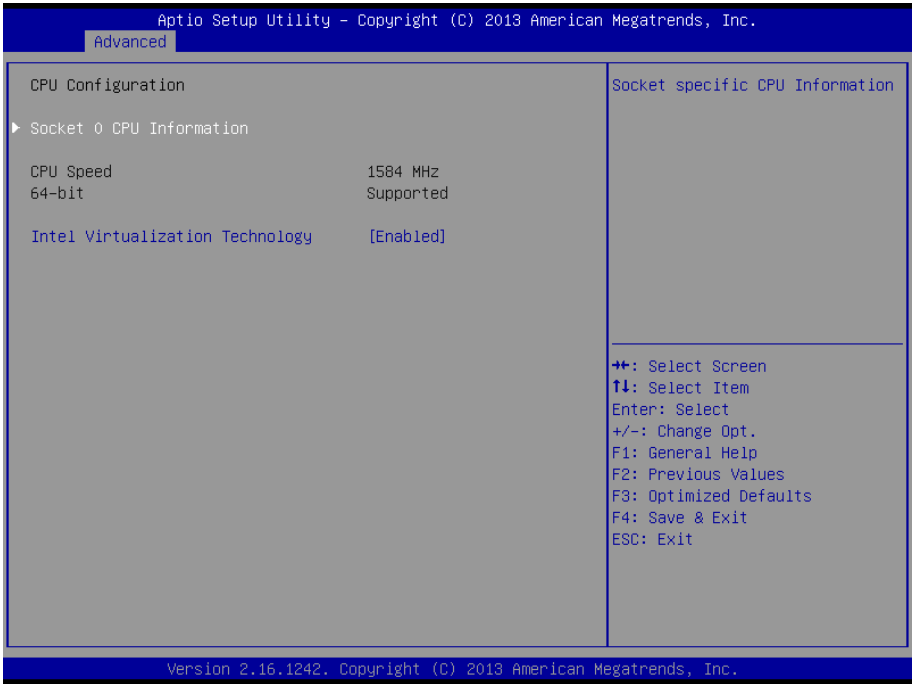 Aptio Setup Utility – Copyright (C) 2013 American Megatrends, Inc.
Advanced
CPU Configuration
Socket 0 CPU Information
CPU Speed 1584 MHz
64-bit Supported
Intel Virtualization Technology [Enabled]
Socket specific CPU Information
→←: Select Screen
↑↓: Select Item
Enter: Select
+/-: Change Opt.
F1: General Help
F2: Previous Values
F3: Optimized Defaults
F4: Save & Exit
ESC: Exit
Version 2.16.1242. Copyright (C) 2013 American Megatrends, Inc.